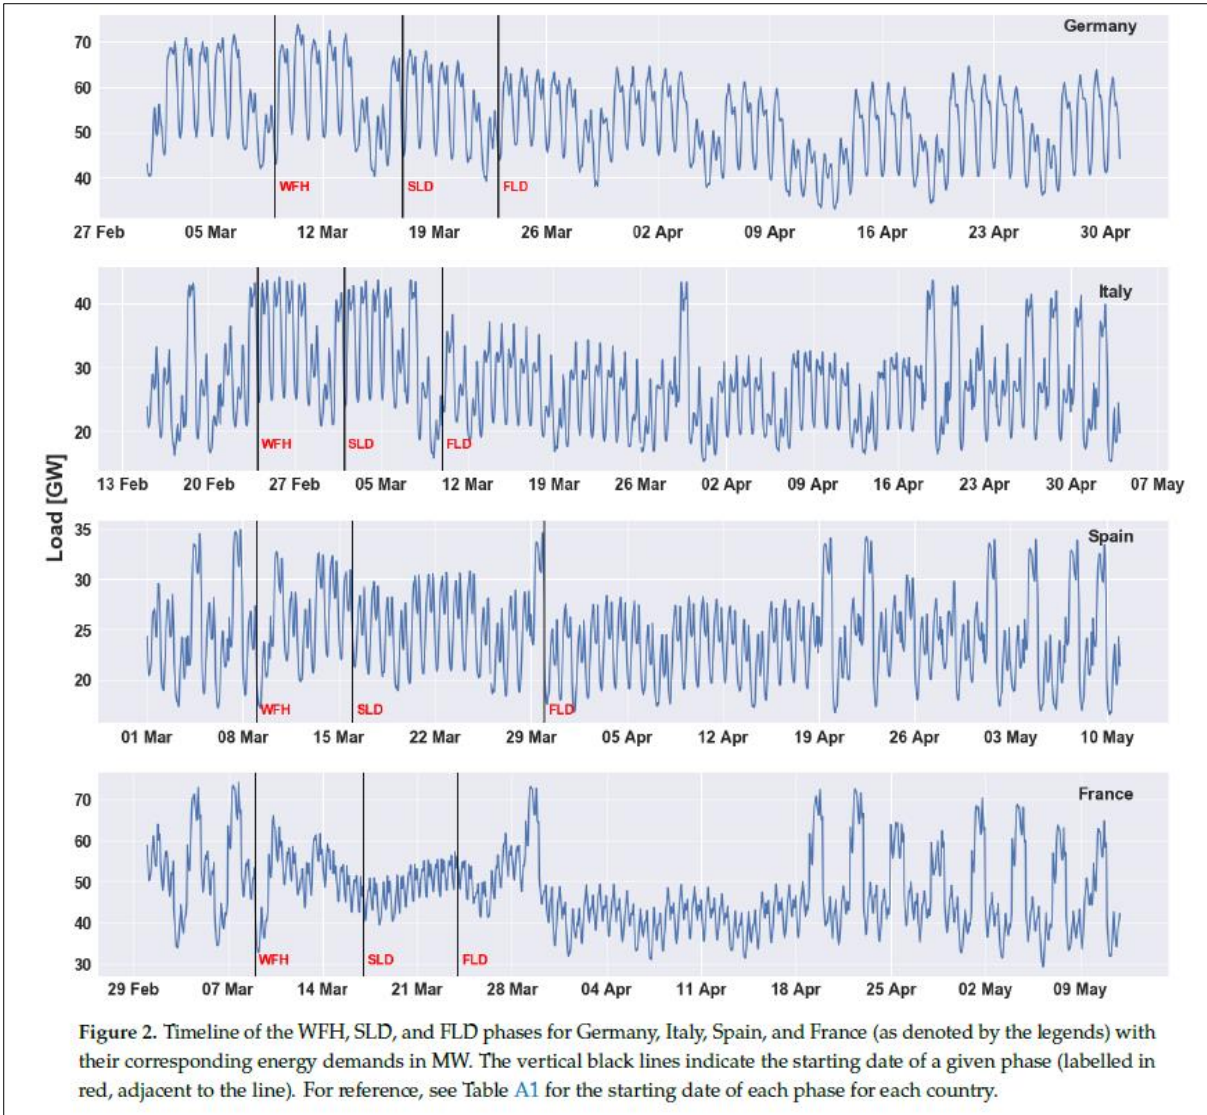 Load [GW]
Germany
70
60
50
40
WFH SLD FLD
27 Feb 05 Mar 12 Mar 19 Mar 26 Mar 02 Apr 09 Apr 16 Apr 23 Apr 30 Apr
Italy
40
30
20
WFH SLD FLD
13 Feb 20 Feb 27 Feb 05 Mar 12 Mar 19 Mar 26 Mar 02 Apr 09 Apr 16 Apr 23 Apr 30 Apr 07 May
Spain
35
30
25
20
WFH SLD FLD
01 Mar 08 Mar 15 Mar 22 Mar 29 Mar 05 Apr 12 Apr 19 Apr 26 Apr 03 May 10 May
France
70
60
50
40
30
WFH SLD FLD
29 Feb 07 Mar 14 Mar 21 Mar 28 Mar 04 Apr 11 Apr 18 Apr 25 Apr 02 May 09 May
Figure 2. Timeline of the WFH, SLD, and FLD phases for Germany, Italy, Spain, and France (as denoted by the legends) with
their corresponding energy demands in MW. The vertical black lines indicate the starting date of a given phase (labelled in
red, adjacent to the line). For reference, see Table A1 for the starting date of each phase for each country.